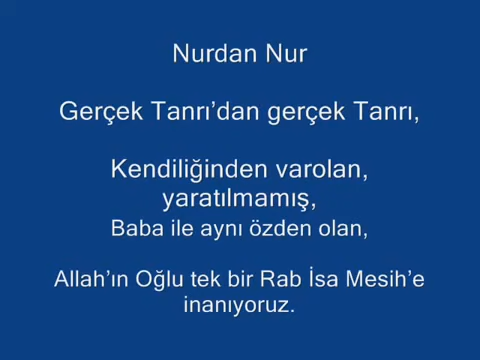 Nurdan Nur
Gerçek Tanrı’dan gerçek Tanrı,
Kendiliğinden varolan,
yaratılmamış,
Baba ile aynı özden olan,
Allah’ın Oğlu tek bir Rab İsa Mesih’e
inanıyoruz.